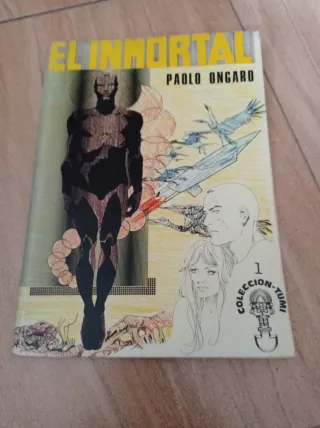 EL INMORTAL
PAOLO ONGARO
1
COLECCION-TUMI